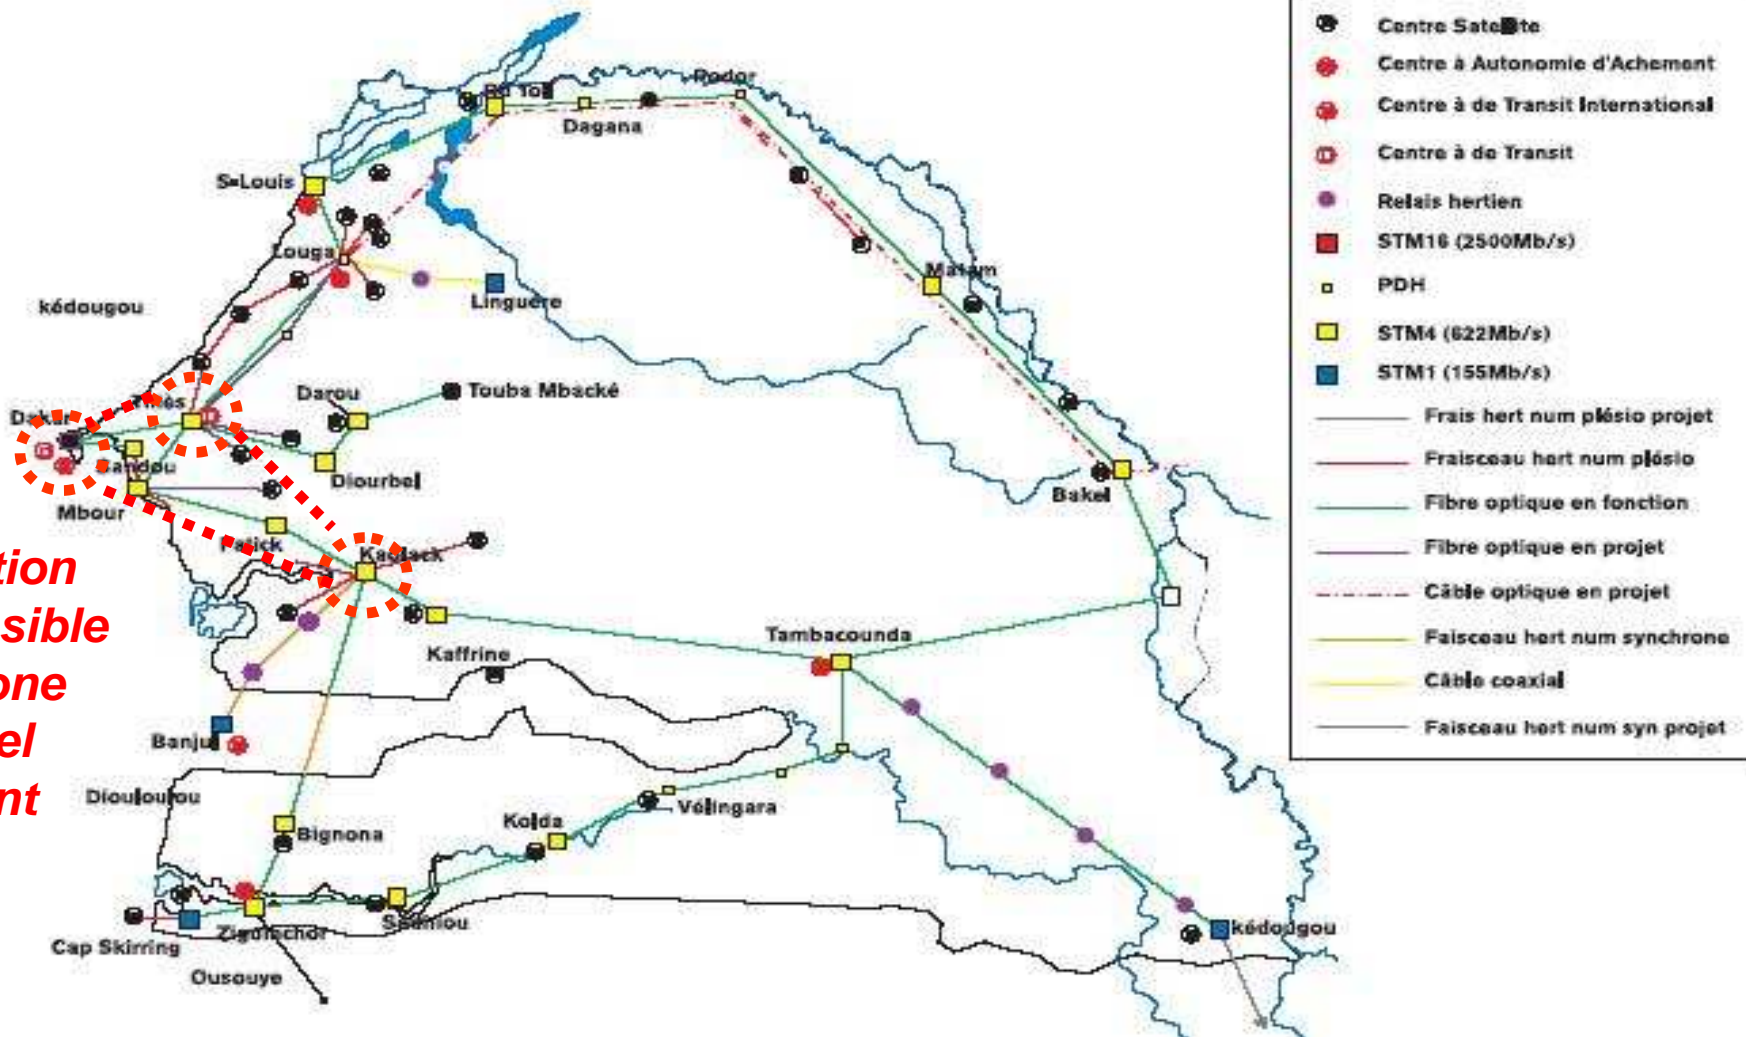 Centre Satellite
Centre à Autonomie d'Achement
Centre à de Transit International
Centre à de Transit
Relais hertien
STM16 (2500Mb/s)
PDH
STM4 (622Mb/s)
STM1 (155Mb/s)
Frais hert num plésio projet
Fraisceau hert num plésio
Fibre optique en fonction
Fibre optique en projet
Câble optique en projet
Faisceau hert num synchrone
Câble coaxial
Faisceau hert num syn projet
Podor
Dagana
S-Louis
Louga
Linguère
Matam
kédougou
Darou
Touba Mbacké
Thiès
Dakar
Diourbel
Bakel
Mbour
Fatick
Kaolack
tion
sible
one
el
nt
Tambacounda
Kaffrine
Banjul
Diouloulou
Bignona
Kolda
Vélingara
Cap Skirring
Ziguinchor
Ousouye
kédougou